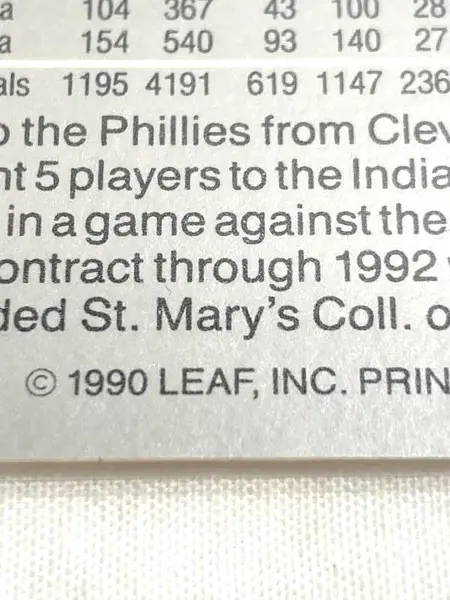 a 104 367 43 100 28
a 154 540 93 140 27
als 1195 4191 619 1147 236
o the Phillies from Clev
nt 5 players to the India
in a game against the
ontract through 1992
ded St. Mary's Coll. o
© 1990 LEAF, INC. PRIN